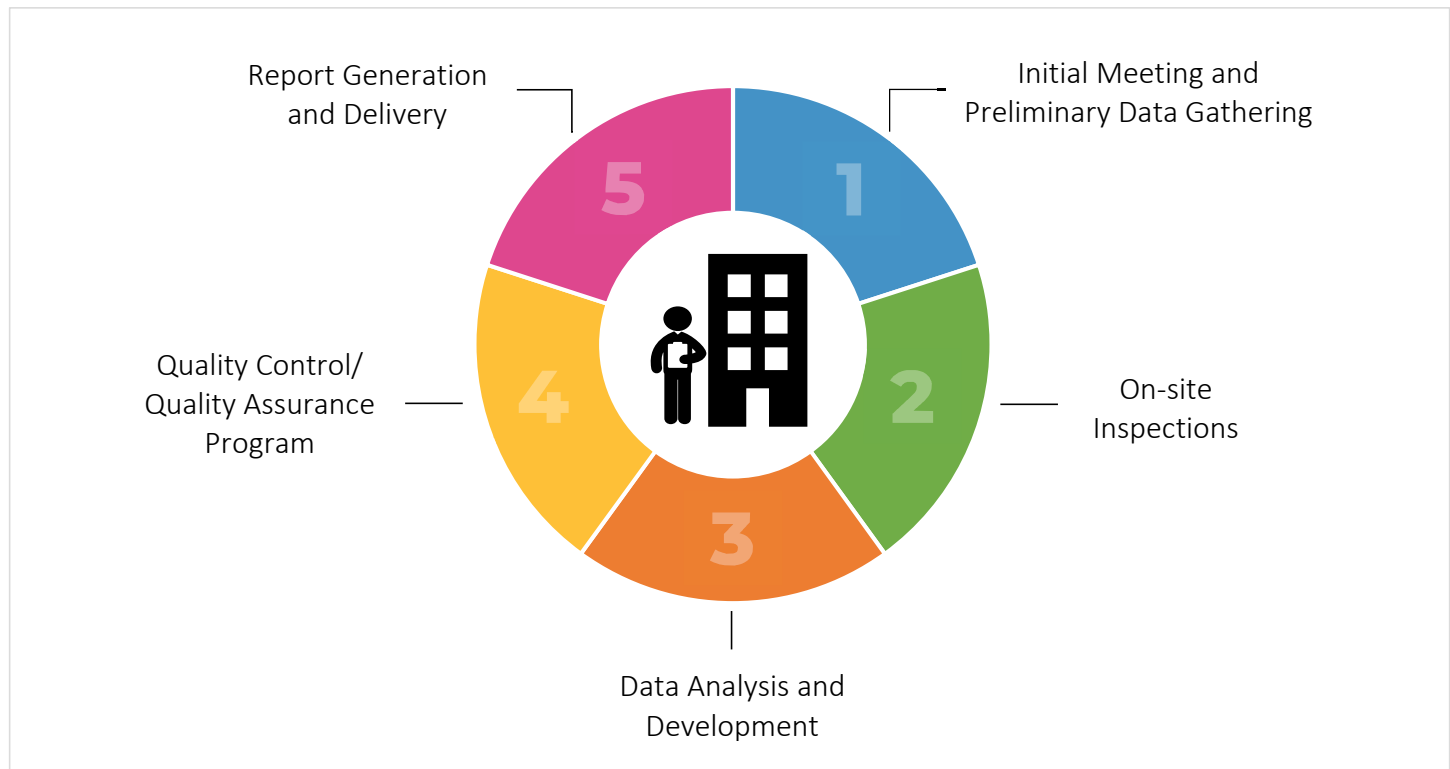 Initial Meeting and
Preliminary Data Gathering
1
On-site
Inspections
2
Data Analysis and
Development
3
Quality Control/
Quality Assurance
Program
4
Report Generation
and Delivery
5